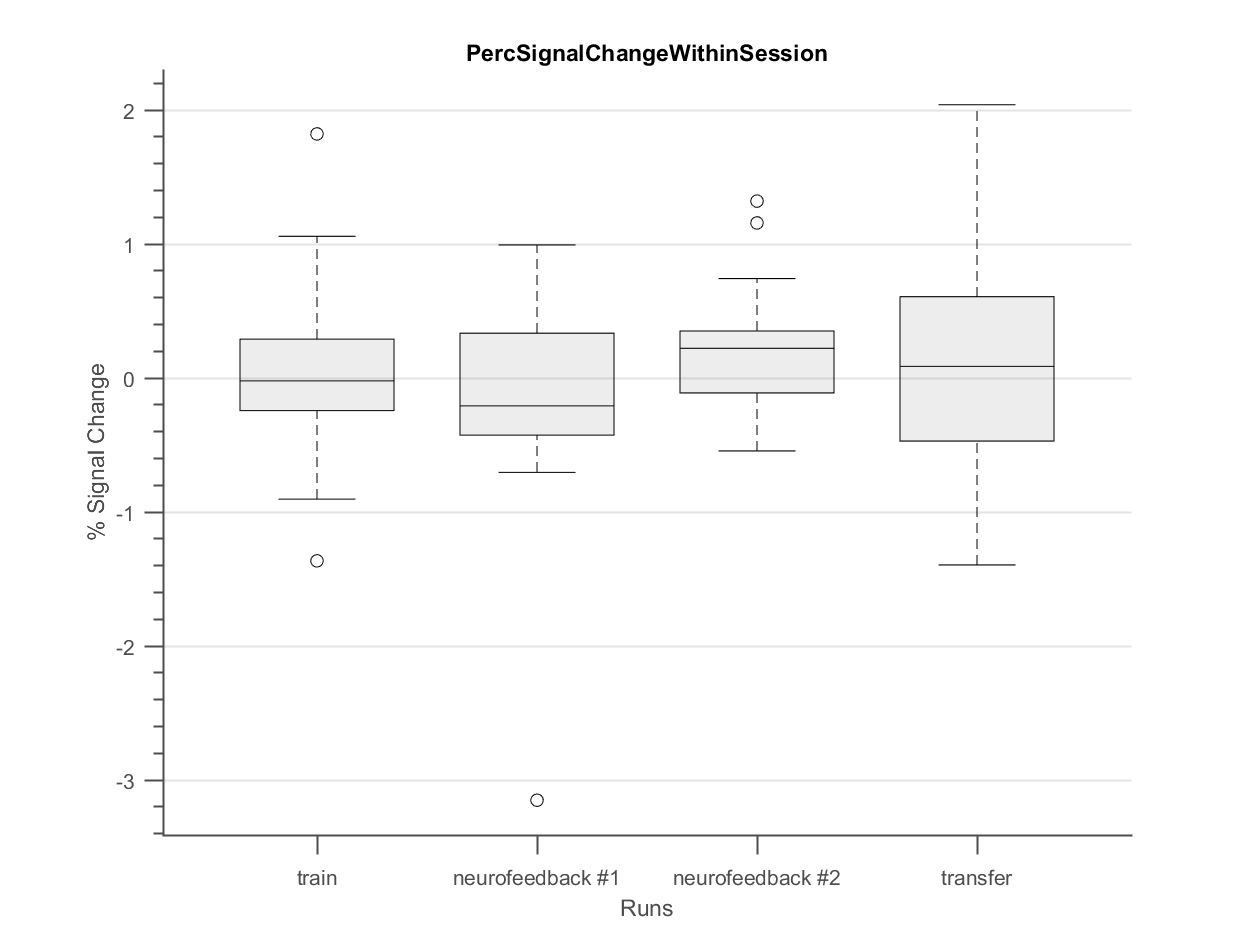 PercSignalChangeWithinSession
% Signal Change
2
1
0
-1
-2
-3
train
neurofeedback #1
neurofeedback #2
transfer
Runs